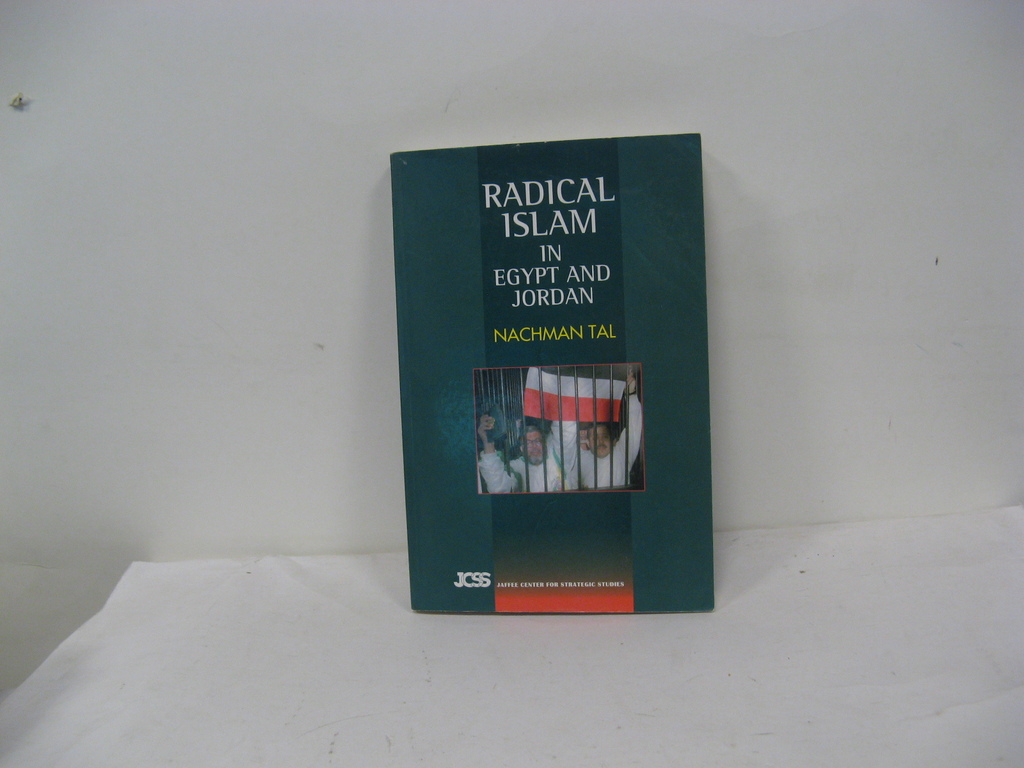 RADICAL
ISLAM
IN
EGYPT AND
JORDAN
NACHMAN TAL
JCSS JAFFEE CENTER FOR STRATEGIC STUDIES